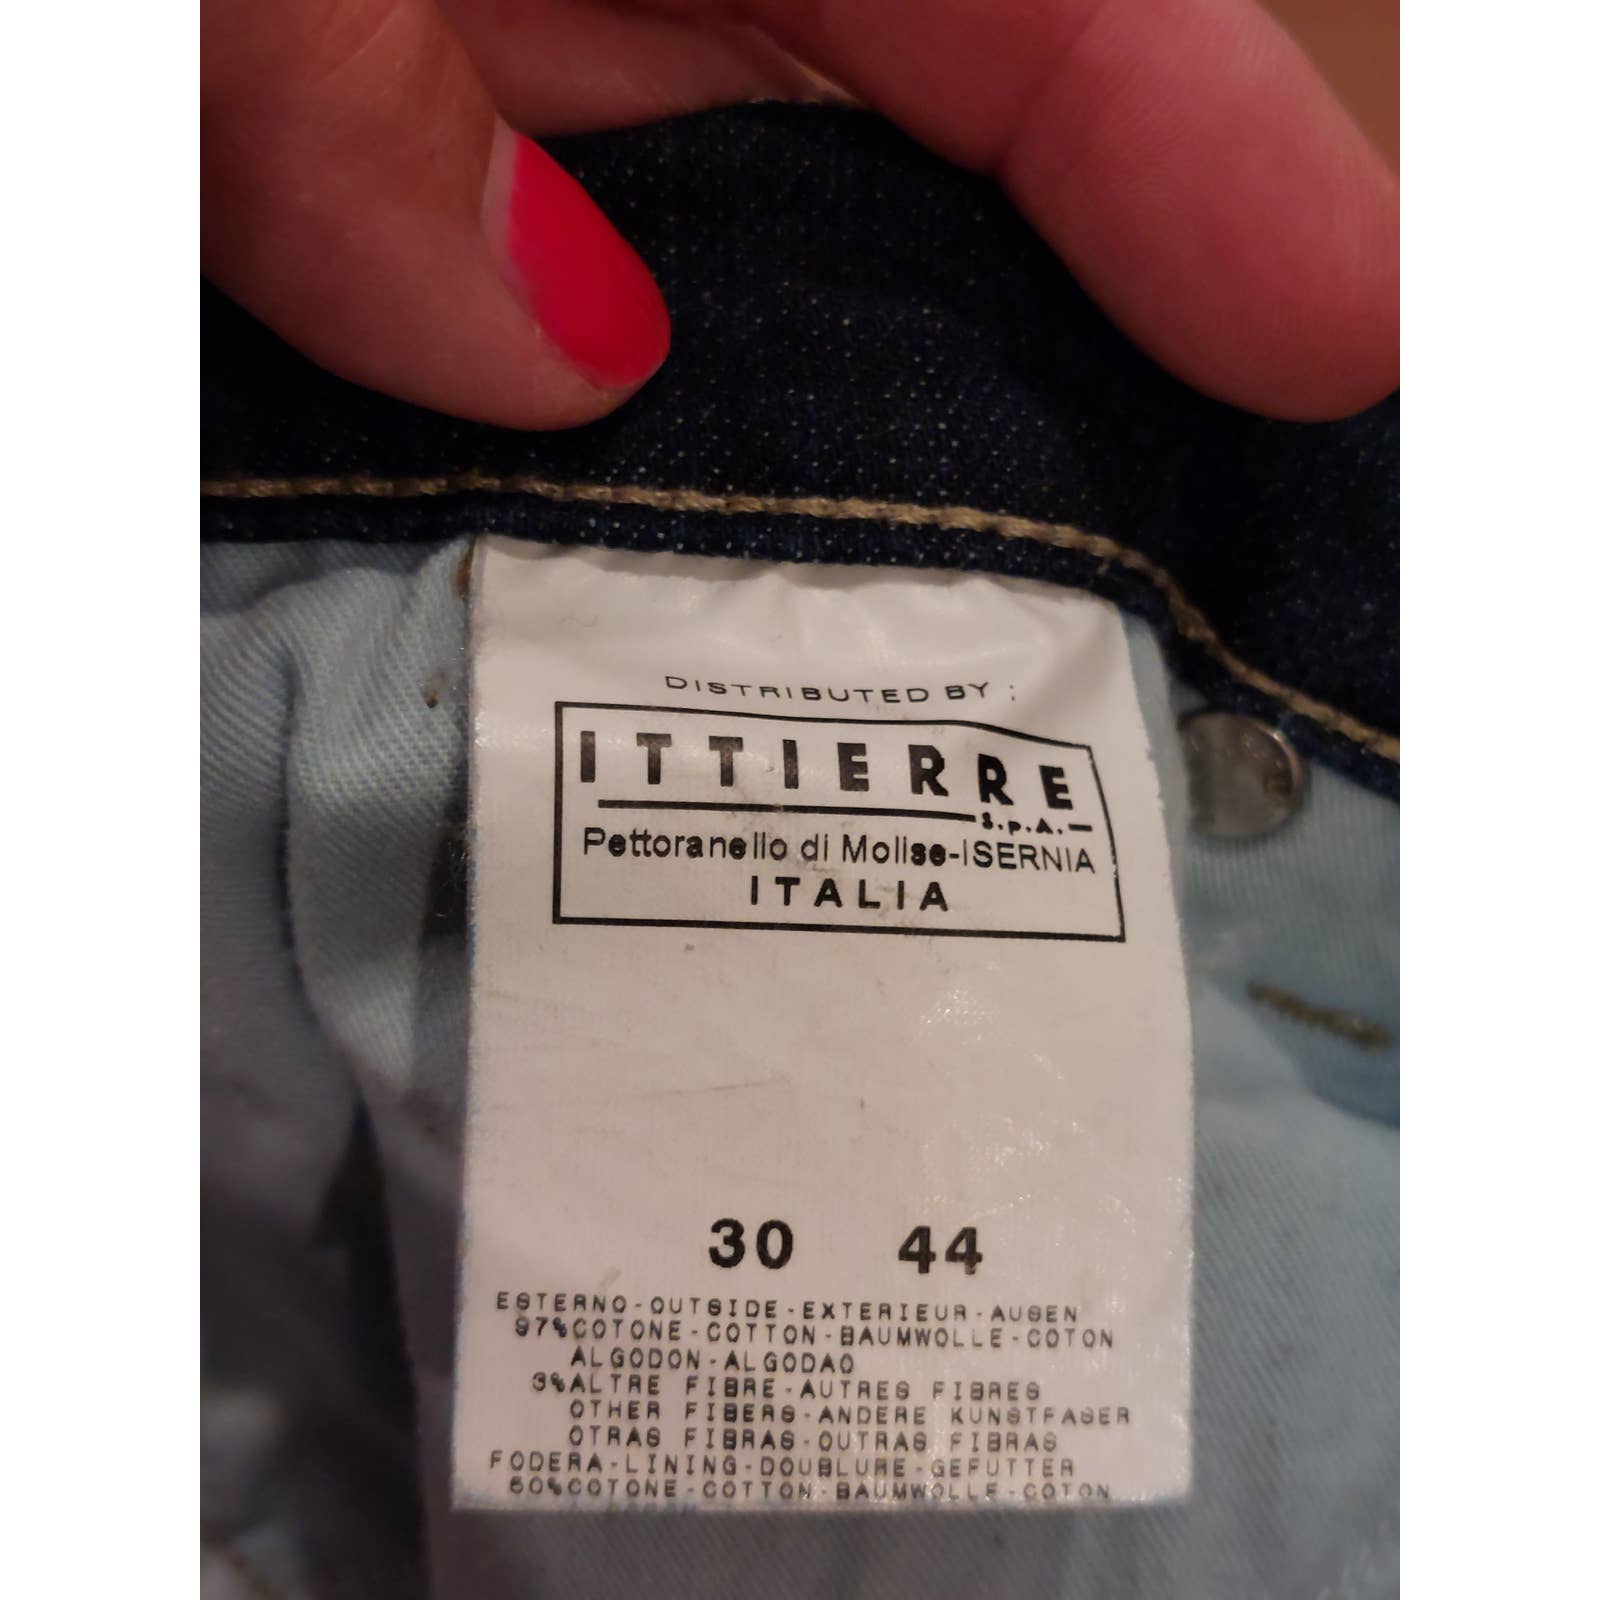 DISTRIBUTED BY :
ITTIERRE
S.p.A.
Pettoranello di Molise-ISERNIA
ITALIA
30 44
ESTERNO-OUTSIDE-EXTERIEUR-AUSEN
97%COTONE-COTTON-BAUMWOLLE-COTON
ALGODON-ALGODAO
3%ALTRE FIBRE-AUTRES FIBRES
OTHER FIBERS-ANDERE KUNSTFASER
OTRAS FIBRAS-OUTRAS FIBRAS
FODERA-LINING-DOUBLURE-GEFUTTER
COTONE-COTTON-BAUMWOLLE-COTON